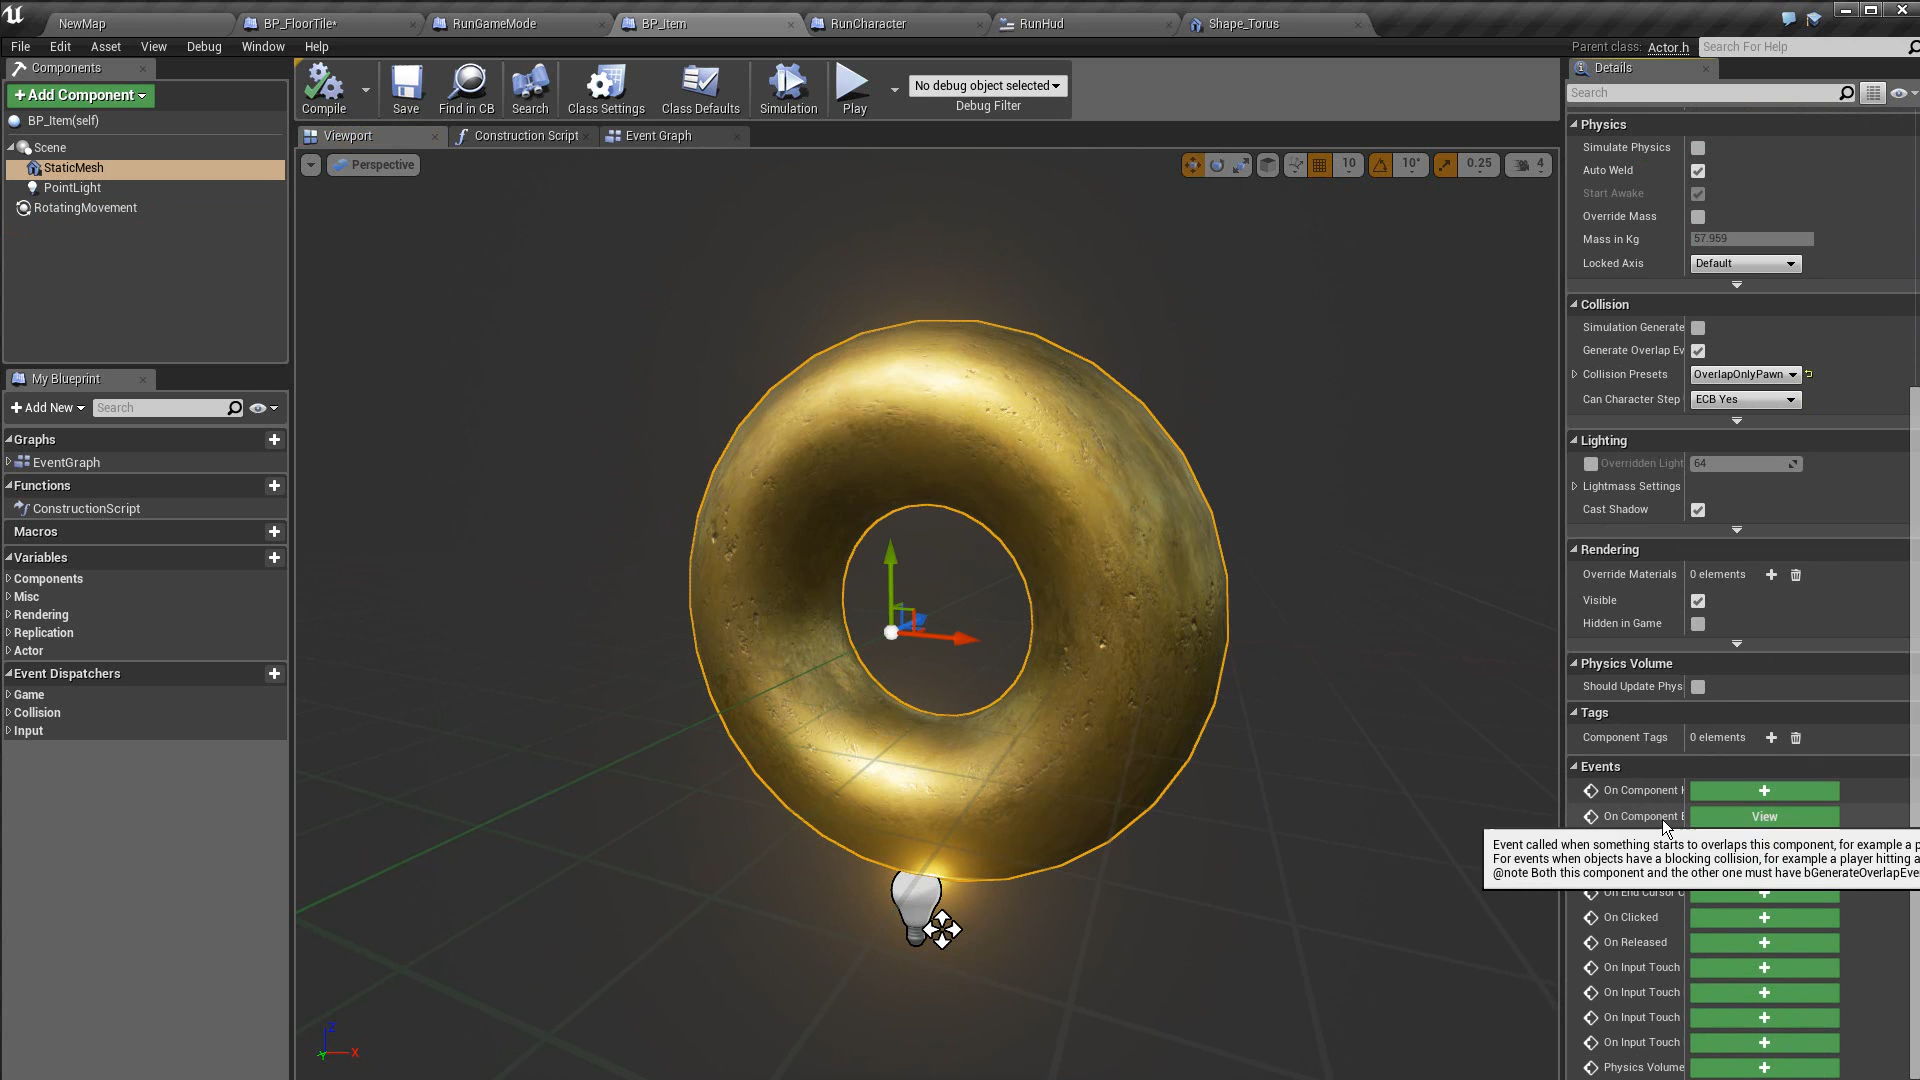 NewMap
BP_FloorTile*
RunGameMode
BP_Item
RunCharacter
RunHud
Shape_Torus
File Edit Asset View Debug Window Help
Parent class: Actor.h
Search For Help
Components
+ Add Component
BP_Item(self)
Scene
StaticMesh
PointLight
RotatingMovement
Compile
Save
Find in CB
Search
Class Settings
Class Defaults
Simulation
Play
No debug object selected
Debug Filter
Viewport
Construction Script
Event Graph
Perspective
10
10°
0.25
4
My Blueprint
+ Add New
Search
Graphs
EventGraph
Functions
ConstructionScript
Macros
Variables
Components
Misc
Rendering
Replication
Actor
Event Dispatchers
Game
Collision
Input
Z
X
Y
Details
Search
Physics
Simulate Physics
Auto Weld
Start Awake
Override Mass
Mass in Kg 57.959
Locked Axis Default
Collision
Simulation Generate
Generate Overlap Ev
Collision Presets OverlapOnlyPawn
Can Character Step ECB Yes
Lighting
Overridden Light 64
Lightmass Settings
Cast Shadow
Rendering
Override Materials 0 elements
Visible
Hidden in Game
Physics Volume
Should Update Phys
Tags
Component Tags 0 elements
Events
On Component
On Component View
Event called when something starts to overlaps this component, for example a p
For events when objects have a blocking collision, for example a player hitting a
@note Both this component and the other one must have bGenerateOverlapEve
On End Cursor
On Clicked
On Released
On Input Touch
On Input Touch
On Input Touch
On Input Touch
Physics Volume